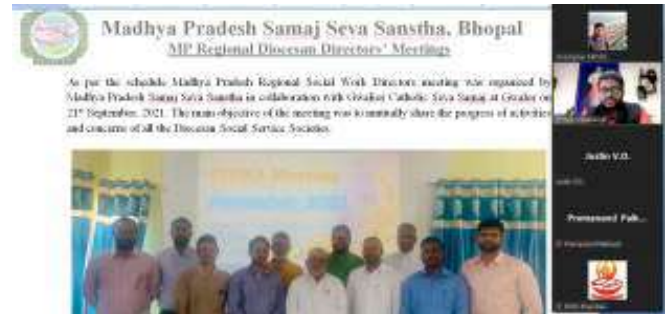 Madhya Pradesh Samaj Seva Sanstha, Bhopal
MP Regional Diocesan Directors' Meetings
As per the schedule Madhya Pradesh Regional Social Work Directors meeting was organized by
Madhya Pradesh Samaj Seva Sanstha in collaboration with Gwalior Catholic Seva Samaj at Gwalior on
21st September, 2021. The main objective of the meeting was to mutually share the progress of activities
and concerns of all the Diocesan Social Service Societies.
Justin V.O.
Premanand Paik...